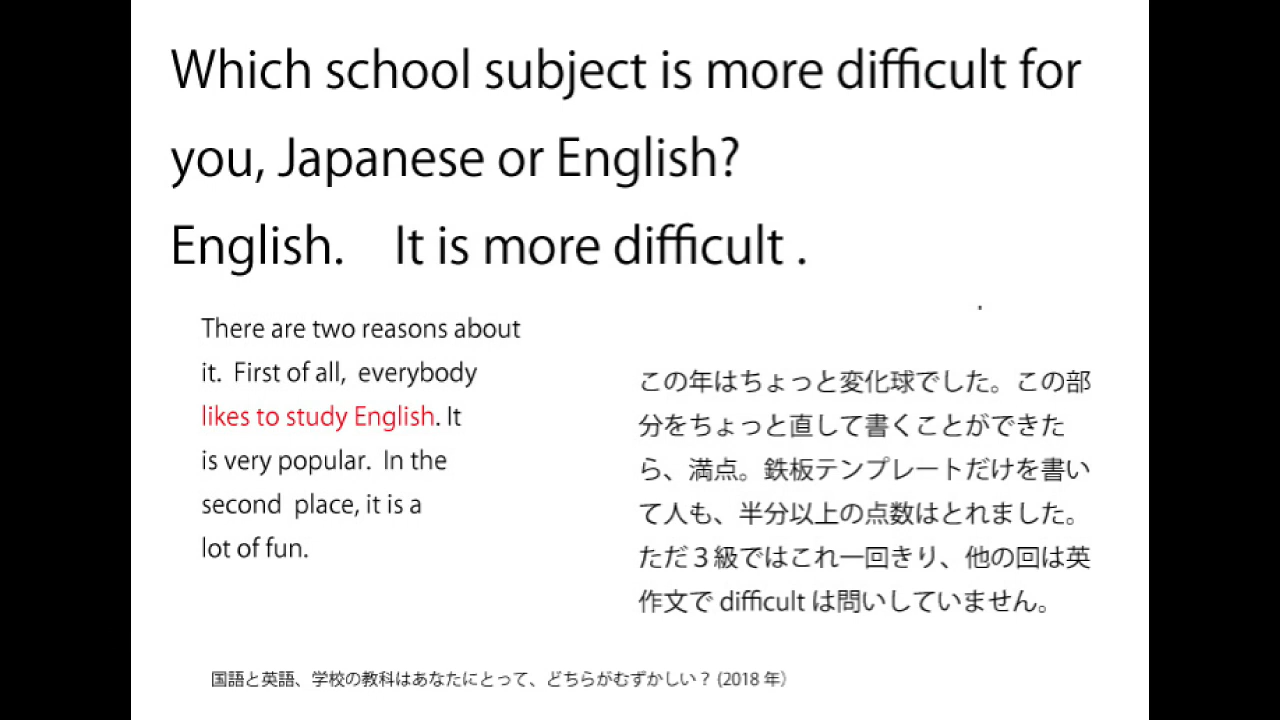 Which school subject is more difficult for
you, Japanese or English?
English.　It is more difficult .
There are two reasons about
it.  First of all,  everybody
likes to study English. It
is very popular.  In the
second  place, it is a
lot of fun.
この年はちょっと変化球でした。この部
分をちょっと直して書くことができた
ら、満点。鉄板テンプレートだけを書い
て人も、半分以上の点数はとれました。
ただ３級ではこれ一回きり、他の回は英
作文で difficult は問いしていません。
国語と英語、学校の教科はあなたにとって、どちらがむずかしい？ (2018 年）